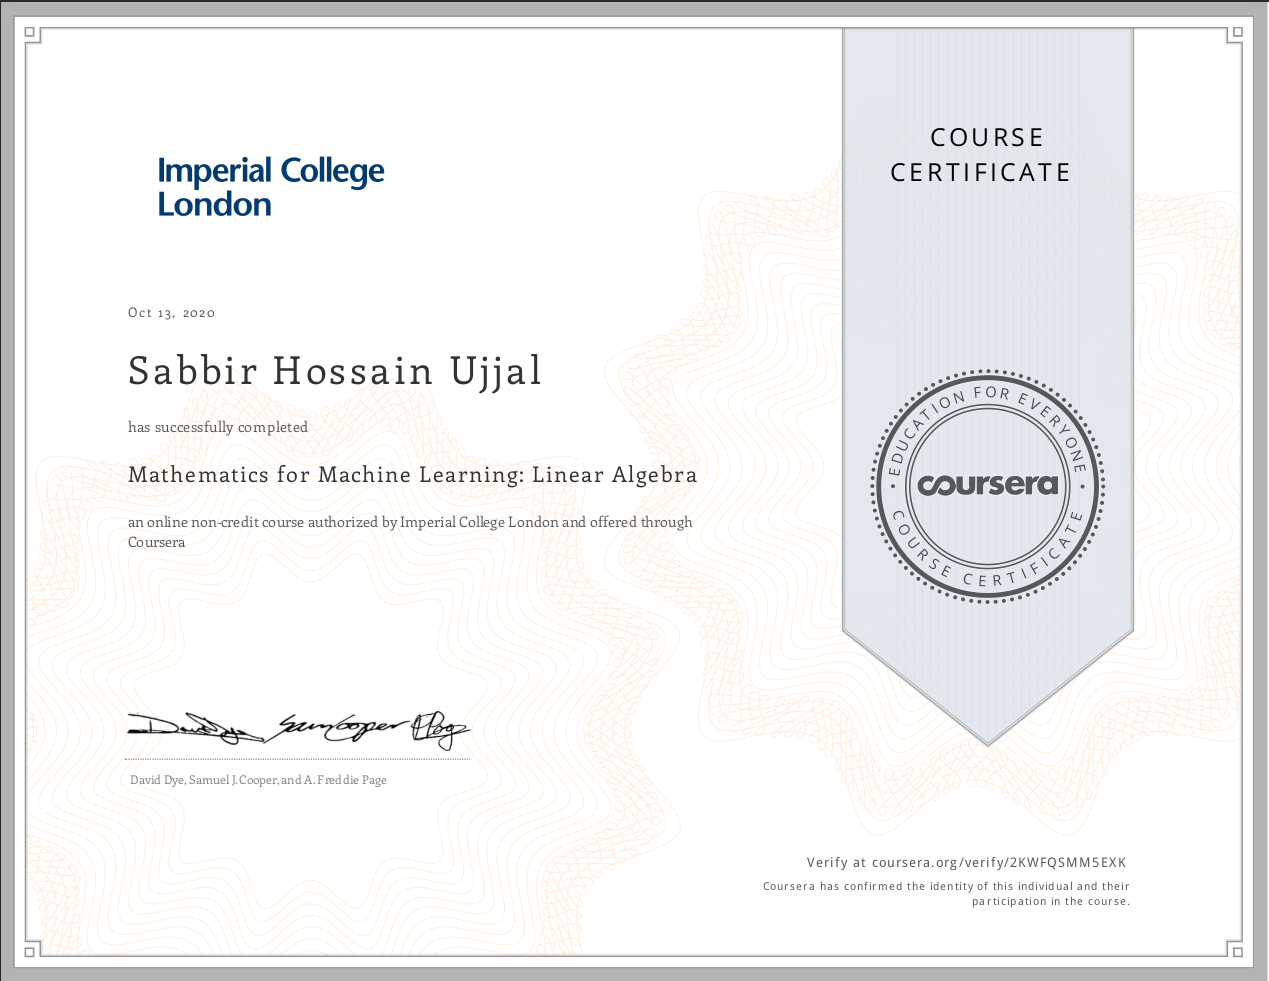 Imperial College
London
COURSE
CERTIFICATE
Oct 13, 2020
Sabbir Hossain Ujjal
has successfully completed
Mathematics for Machine Learning: Linear Algebra
an online non-credit course authorized by Imperial College London and offered through
Coursera
EDUCATION FOR EVERYONE
coursera
COURSE CERTIFICATE
David Dye, Samuel J. Cooper, and A. Freddie Page
Verify at coursera.org/verify/2KWFQSMM5EXK
Coursera has confirmed the identity of this individual and their
participation in the course.